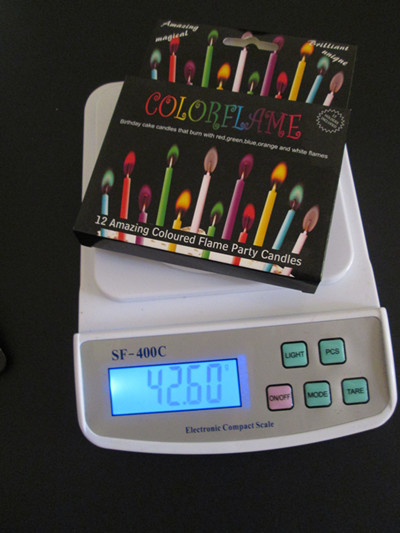 Amazing
magical
Brilliant
unique
COLORFLAME
Birthday cake candles that burn with red,green,blue,orange and white flames
12 Amazing Coloured Flame Party Candles
SF-400C
42.60
LIGHT
PCS
ON/OFF
MODE
TARE
Electronic Compact Scale